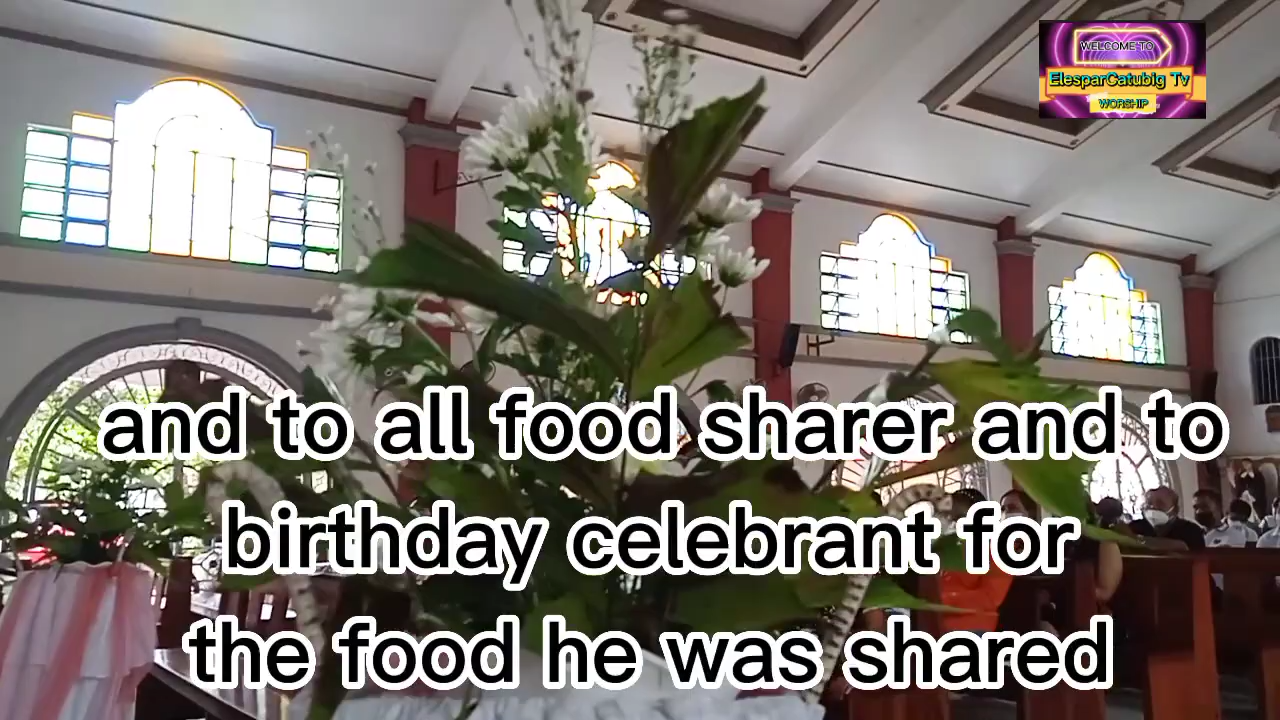 WELCOME TO
ElesparCatubig Tv
WORSHIP
and to all food sharer and to
birthday celebrant for
the food he was shared